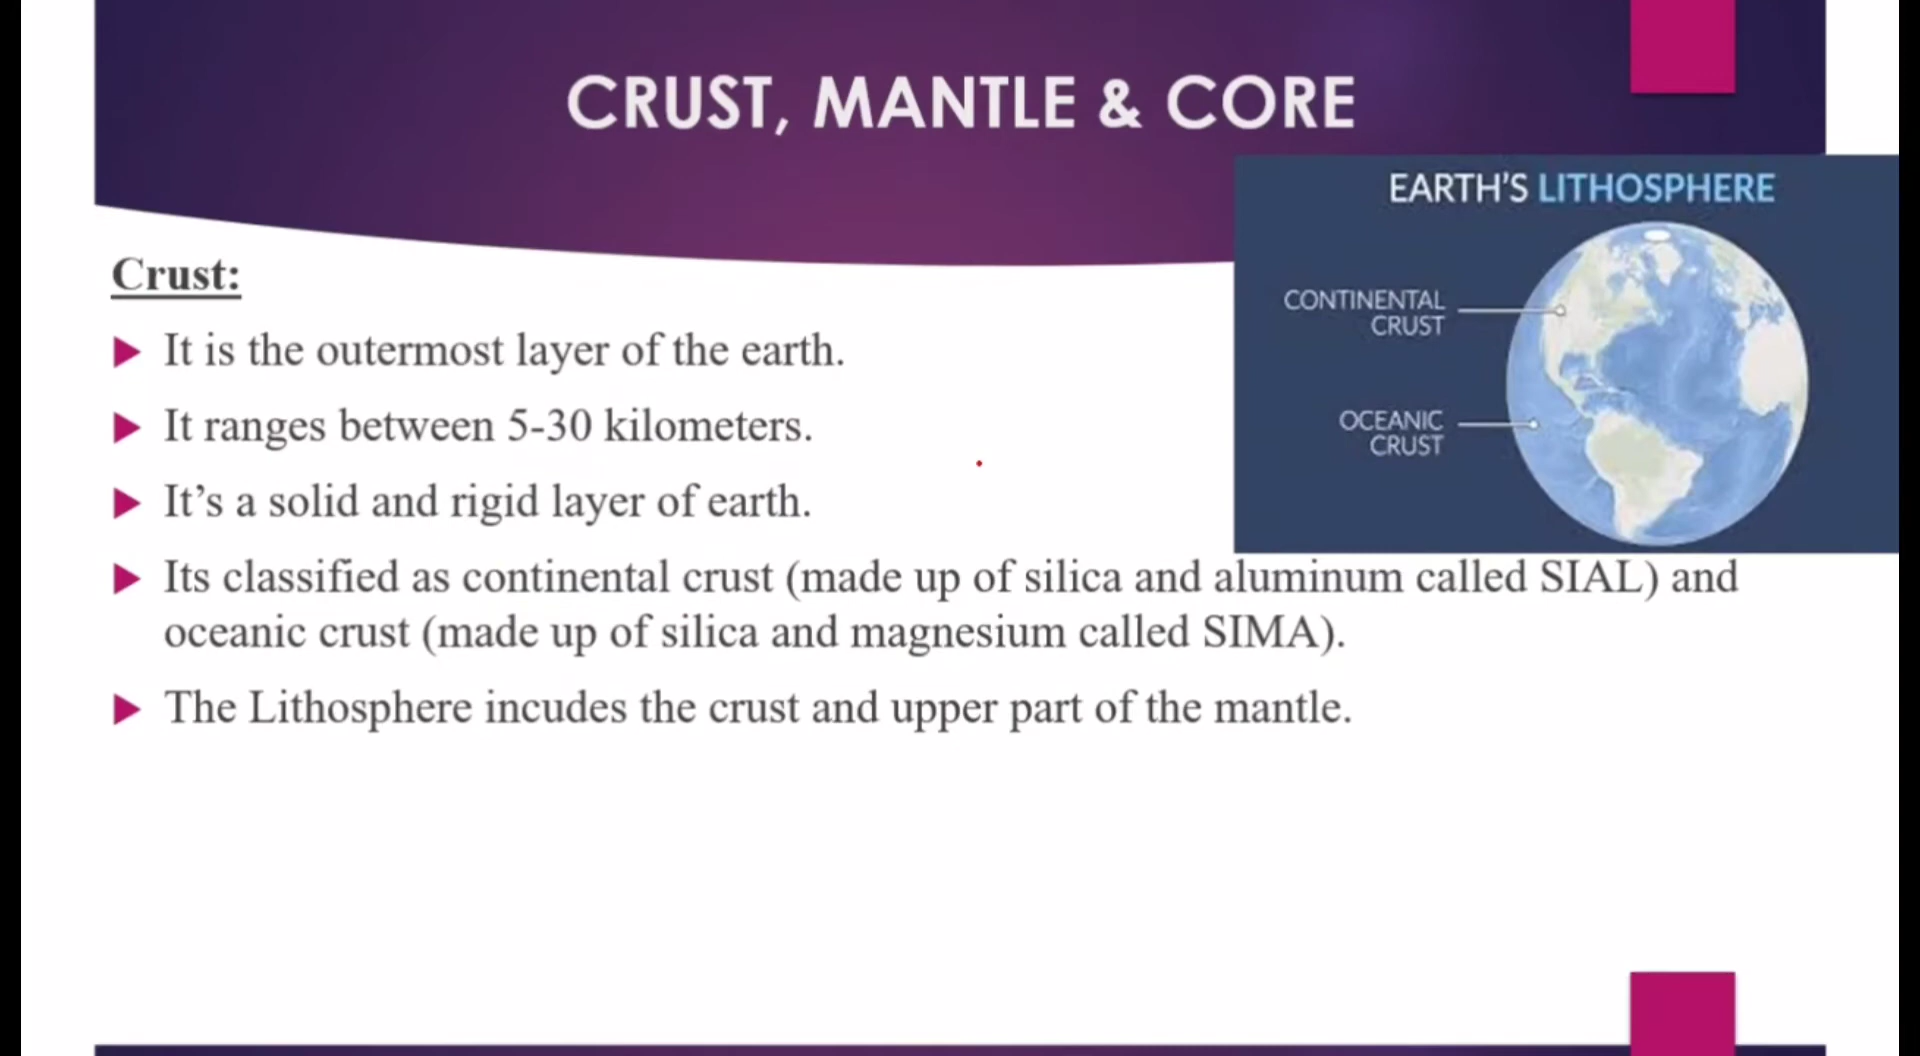 CRUST, MANTLE & CORE
EARTH'S LITHOSPHERE
CONTINENTAL
CRUST
OCEANIC
CRUST
Crust:
It is the outermost layer of the earth.
It ranges between 5-30 kilometers.
It’s a solid and rigid layer of earth.
Its classified as continental crust (made up of silica and aluminum called SIAL) and
oceanic crust (made up of silica and magnesium called SIMA).
The Lithosphere incudes the crust and upper part of the mantle.